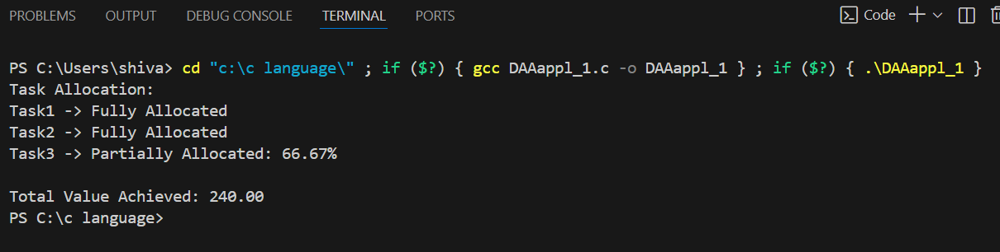 PROBLEMS OUTPUT DEBUG CONSOLE TERMINAL PORTS Code
PS C:\Users\shiva> cd "c:\c language\" ; if ($?) { gcc DAAappl_1.c -o DAAappl_1 } ; if ($?) { .\DAAappl_1 }
Task Allocation:
Task1 -> Fully Allocated
Task2 -> Fully Allocated
Task3 -> Partially Allocated: 66.67%
Total Value Achieved: 240.00
PS C:\c language>